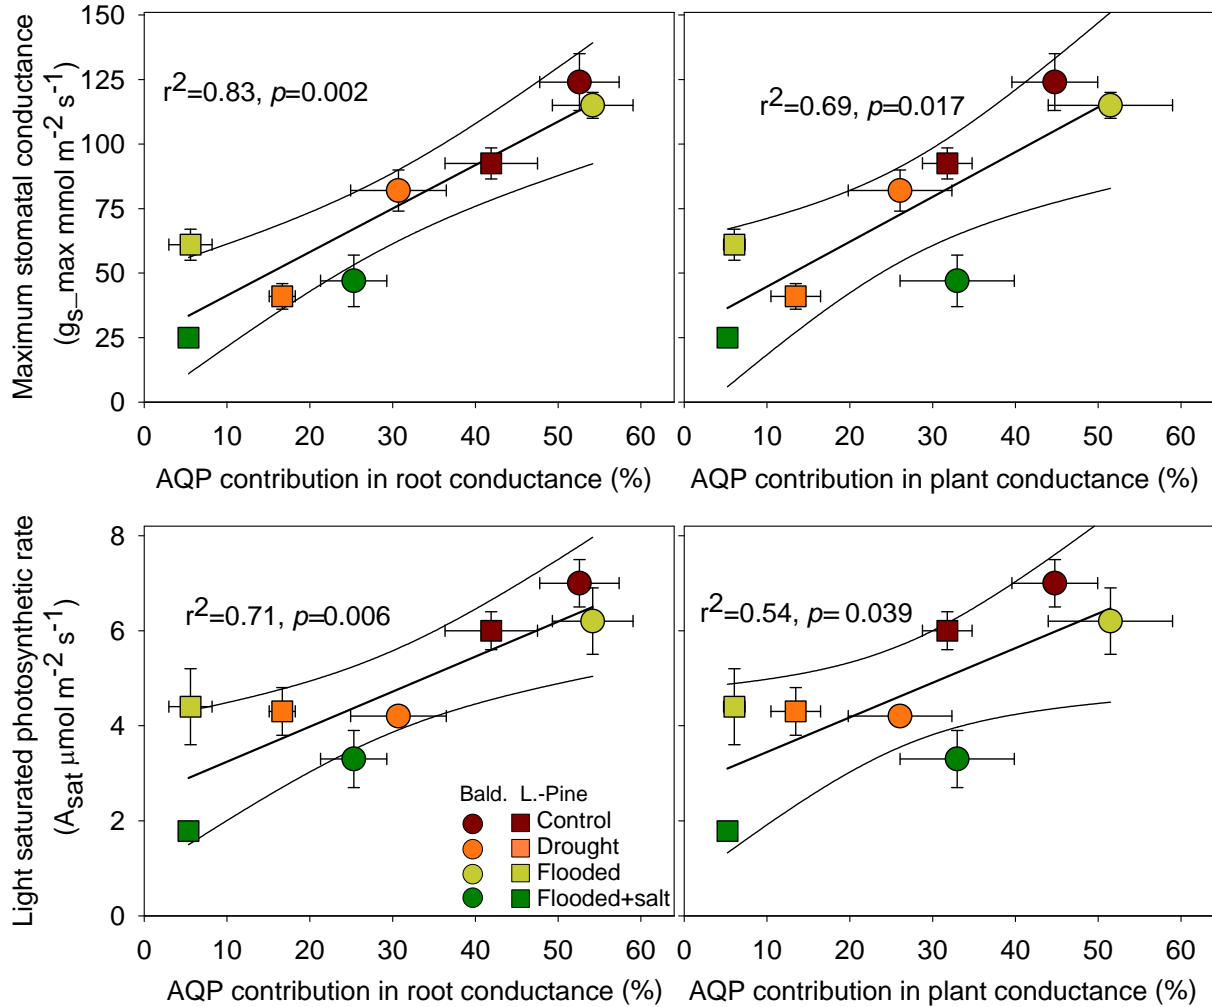 Maximum stomatal conductance
(gs_max mmol m-2 s-1)
150
125
100
75
50
25
0
r2=0.83, p=0.002
0 10 20 30 40 50 60
AQP contribution in root conductance (%)
r2=0.69, p=0.017
0 10 20 30 40 50 60
AQP contribution in plant conductance (%)
Light saturated photosynthetic rate
(Asat μmol m-2 s-1)
8
6
4
2
0
r2=0.71, p=0.006
Bald. L.-Pine
Control
Drought
Flooded
Flooded+salt
0 10 20 30 40 50 60
AQP contribution in root conductance (%)
r2=0.54, p= 0.039
0 10 20 30 40 50 60
AQP contribution in plant conductance (%)